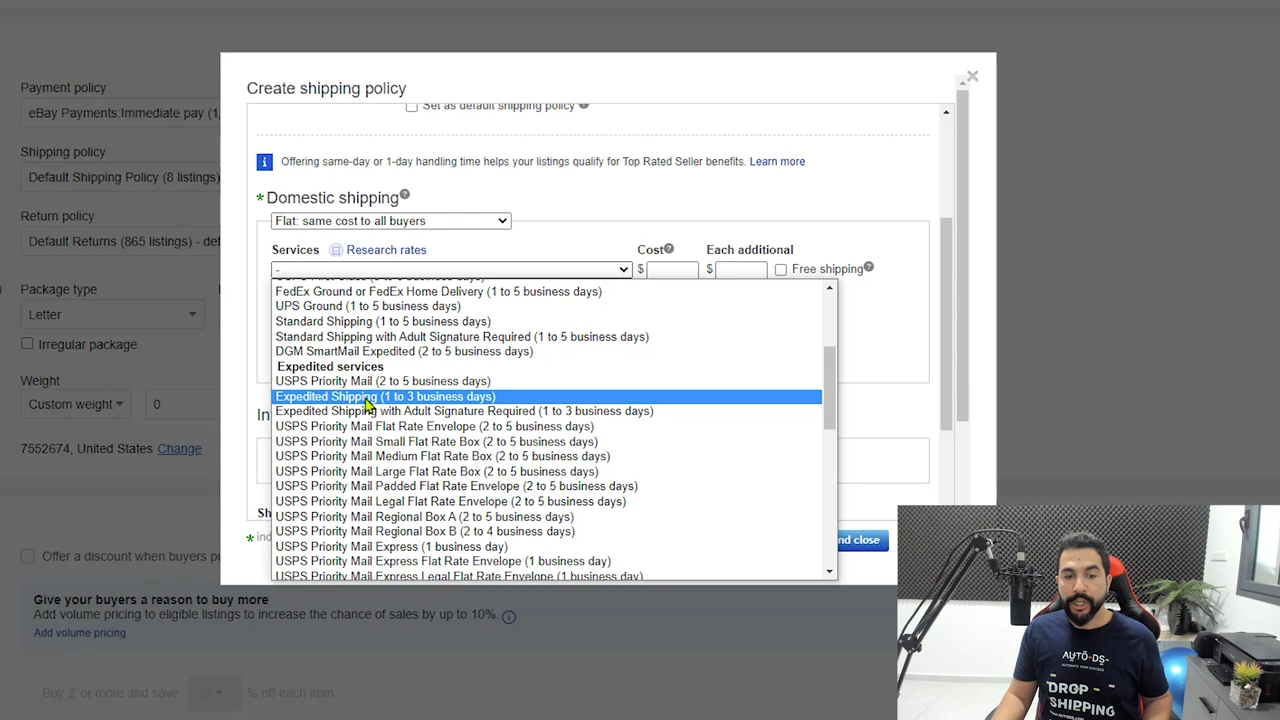 Create shipping policy
Set as default shipping policy
Offering same-day or 1-day handling time helps your listings qualify for Top Rated Seller benefits. Learn more
* Domestic shipping
Flat: same cost to all buyers
Services Research rates Cost Each additional
- $ $ Free shipping
FedEx Ground or FedEx Home Delivery (1 to 5 business days)
UPS Ground (1 to 5 business days)
Standard Shipping (1 to 5 business days)
Standard Shipping with Adult Signature Required (1 to 5 business days)
DGM SmartMail Expedited (2 to 5 business days)
Expedited services
USPS Priority Mail (2 to 5 business days)
Expedited Shipping (1 to 3 business days)
Expedited Shipping with Adult Signature Required (1 to 3 business days)
USPS Priority Mail Flat Rate Envelope (2 to 5 business days)
USPS Priority Mail Small Flat Rate Box (2 to 5 business days)
USPS Priority Mail Medium Flat Rate Box (2 to 5 business days)
USPS Priority Mail Large Flat Rate Box (2 to 5 business days)
USPS Priority Mail Padded Flat Rate Envelope (2 to 5 business days)
USPS Priority Mail Legal Flat Rate Envelope (2 to 5 business days)
USPS Priority Mail Regional Box A (2 to 5 business days)
USPS Priority Mail Regional Box B (2 to 4 business days)
USPS Priority Mail Express (1 business day)
USPS Priority Mail Express Flat Rate Envelope (1 business day)
USPS Priority Mail Express Legal Flat Rate Envelope (1 business day)
nd close
Payment policy
eBay Payments:Immediate pay (1,
Shipping policy
Default Shipping Policy (8 listings)
Return policy
Default Returns (865 listings) - def
Package type
Letter
Irregular package
Weight
Custom weight 0
7552674, United States Change
Offer a discount when buyers pu
Give your buyers a reason to buy more
Add volume pricing to eligible listings to increase the chance of sales by up to 10%.
Add volume pricing
Buy 2 or more and save % off each item
AUTO-DS
AUTOMATE YOUR SUCCESS
DROP
SHIPPING